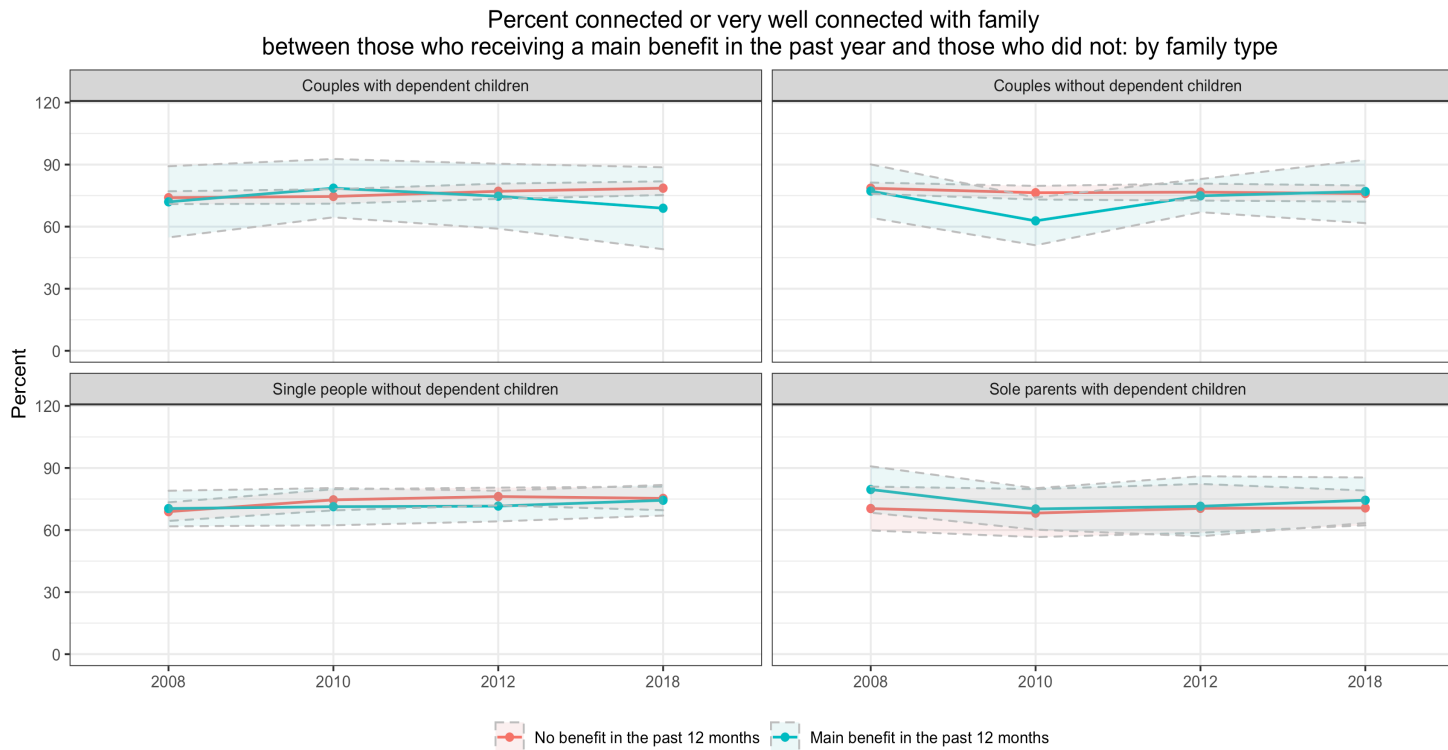 Percent connected or very well connected with family
between those who receiving a main benefit in the past year and those who did not: by family type
Couples with dependent children
Couples without dependent children
120
90
60
30
0
Single people without dependent children
Sole parents with dependent children
120
90
60
30
0
Percent
2008 2010 2012 2018
2008 2010 2012 2018
No benefit in the past 12 months
Main benefit in the past 12 months